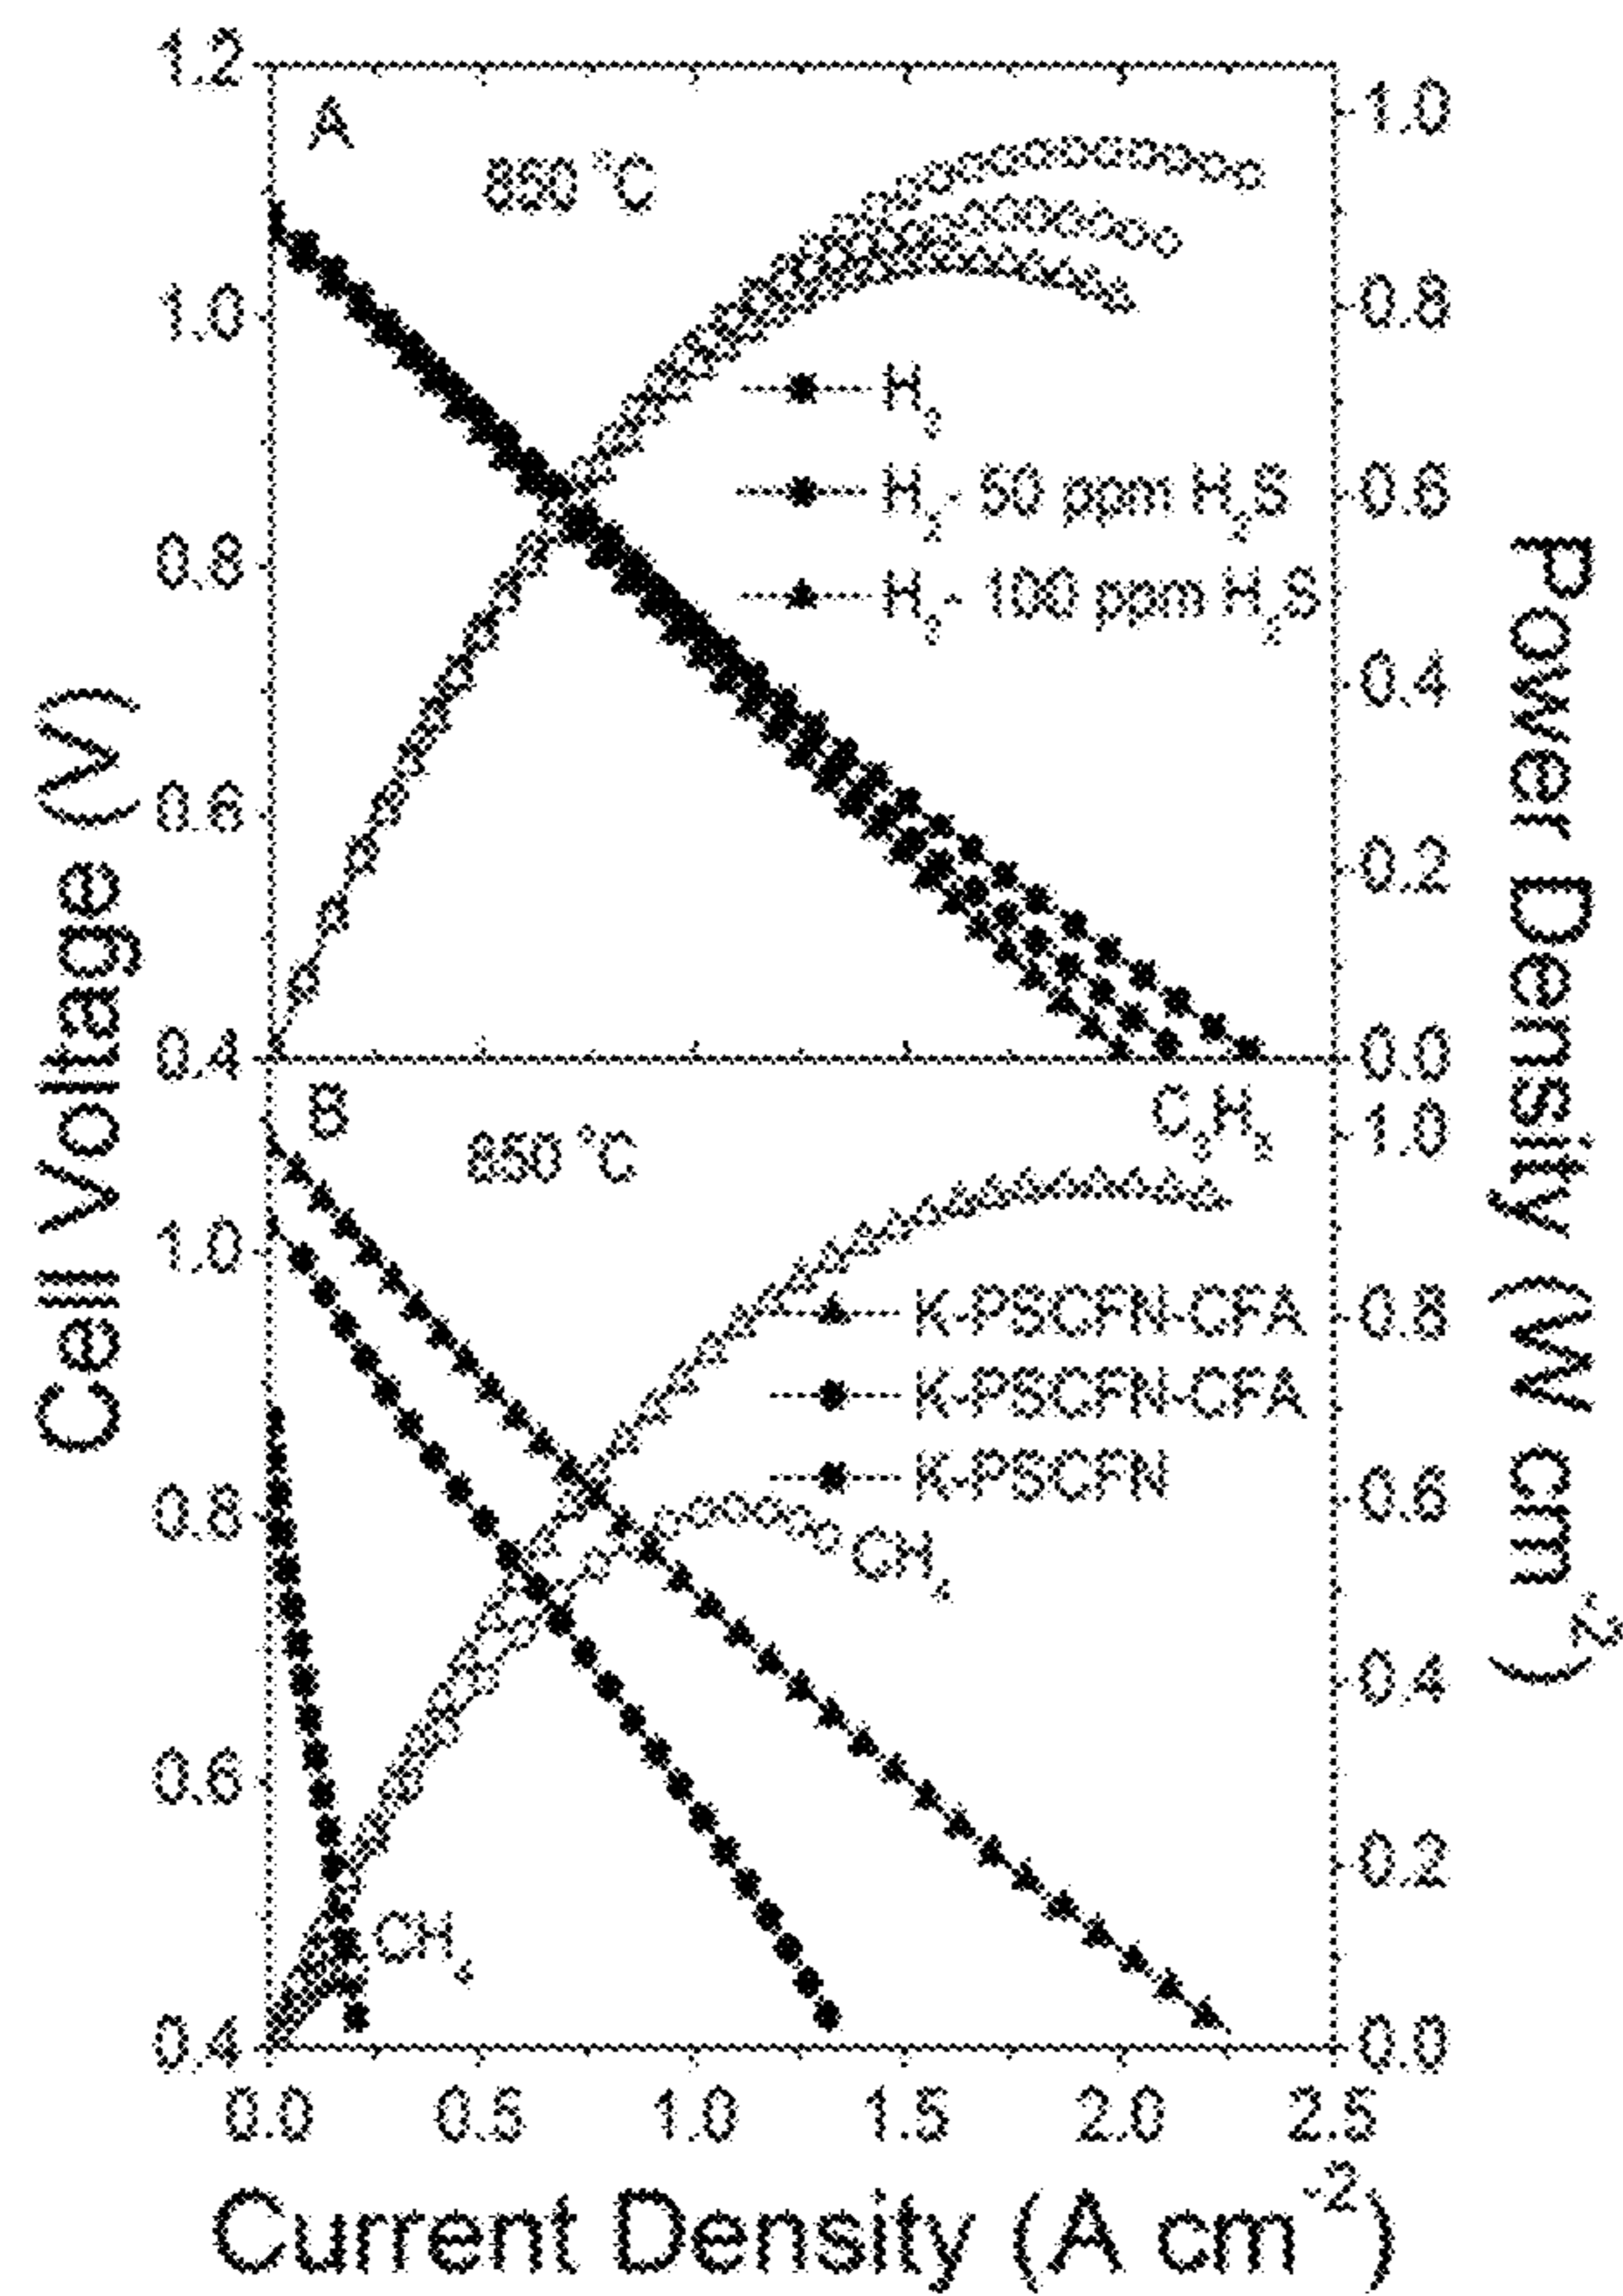 1.2
A
850 °C
1.0
1.0
0.8
H2
H2- 50 ppm H2S
0.6
0.8
H2- 100 ppm H2S
0.4
0.6
0.2
0.4
0.0
Cell Voltage (V)
Power Density (W cm-2)
B
850 °C
C3H8
1.0
1.0
K-PSCFN-CFA
0.8
K-PSCFN-CFA
K-PSCFN
0.6
0.8
CH4
0.4
0.6
0.2
CH4
0.4
0.0
0.0 0.5 1.0 1.5 2.0 2.5
Current Density (A cm-2)